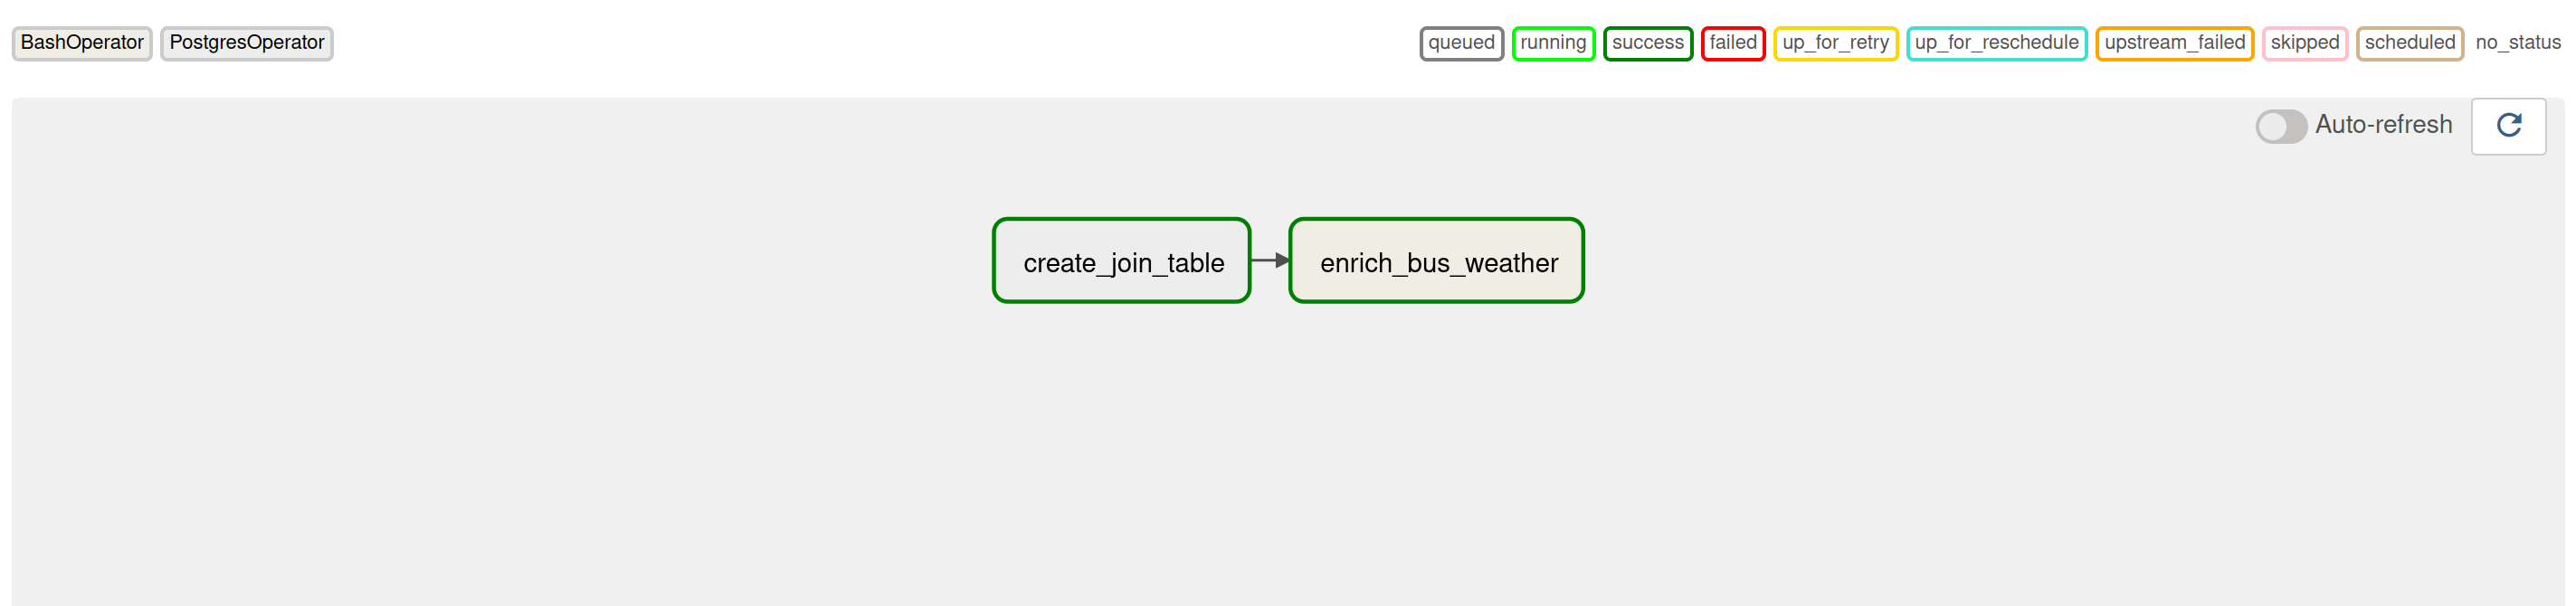 BashOperator PostgresOperator queued running success failed up_for_retry up_for_reschedule upstream_failed skipped scheduled no_status
Auto-refresh
create_join_table enrich_bus_weather